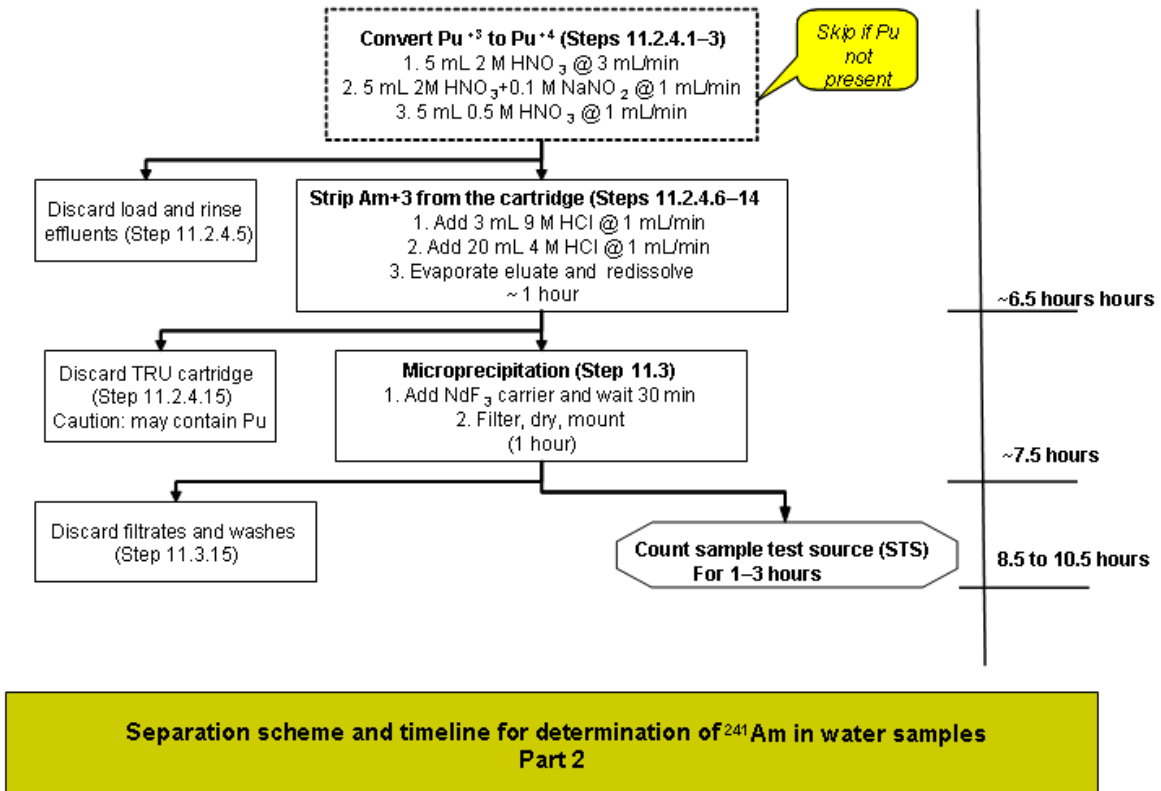 Convert Pu⁺³ to Pu⁺⁴ (Steps 11.2.4.1–3)
1. 5 mL 2 M HNO₃ @ 3 mL/min
2. 5 mL 2M HNO₃+0.1 M NaNO₂ @ 1 mL/min
3. 5 mL 0.5 M HNO₃ @ 1 mL/min
Skip if Pu
not
present
Discard load and rinse
effluents (Step 11.2.4.5)
Strip Am+3 from the cartridge (Steps 11.2.4.6–14
1. Add 3 mL 9 M HCl @ 1 mL/min
2. Add 20 mL 4 M HCl @ 1 mL/min
3. Evaporate eluate and redissolve
~ 1 hour
~6.5 hours hours
Discard TRU cartridge
(Step 11.2.4.15)
Caution: may contain Pu
Microprecipitation (Step 11.3)
1. Add NdF₃ carrier and wait 30 min
2. Filter, dry, mount
(1 hour)
~7.5 hours
Discard filtrates and washes
(Step 11.3.15)
Count sample test source (STS)
For 1–3 hours
8.5 to 10.5 hours
Separation scheme and timeline for determination of ²⁴¹Am in water samples
Part 2